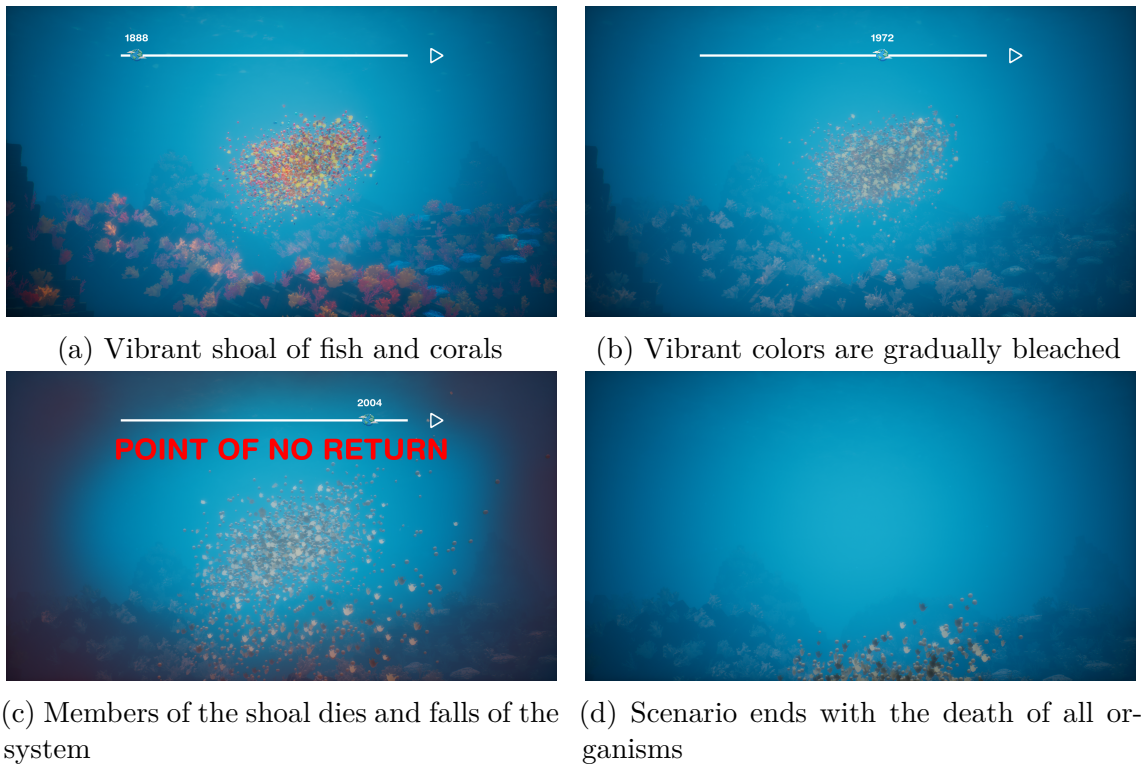 1888
1972
(a) Vibrant shoal of fish and corals
(b) Vibrant colors are gradually bleached
2004
POINT OF NO RETURN
(c) Members of the shoal dies and falls of the
system
(d) Scenario ends with the death of all or-
ganisms